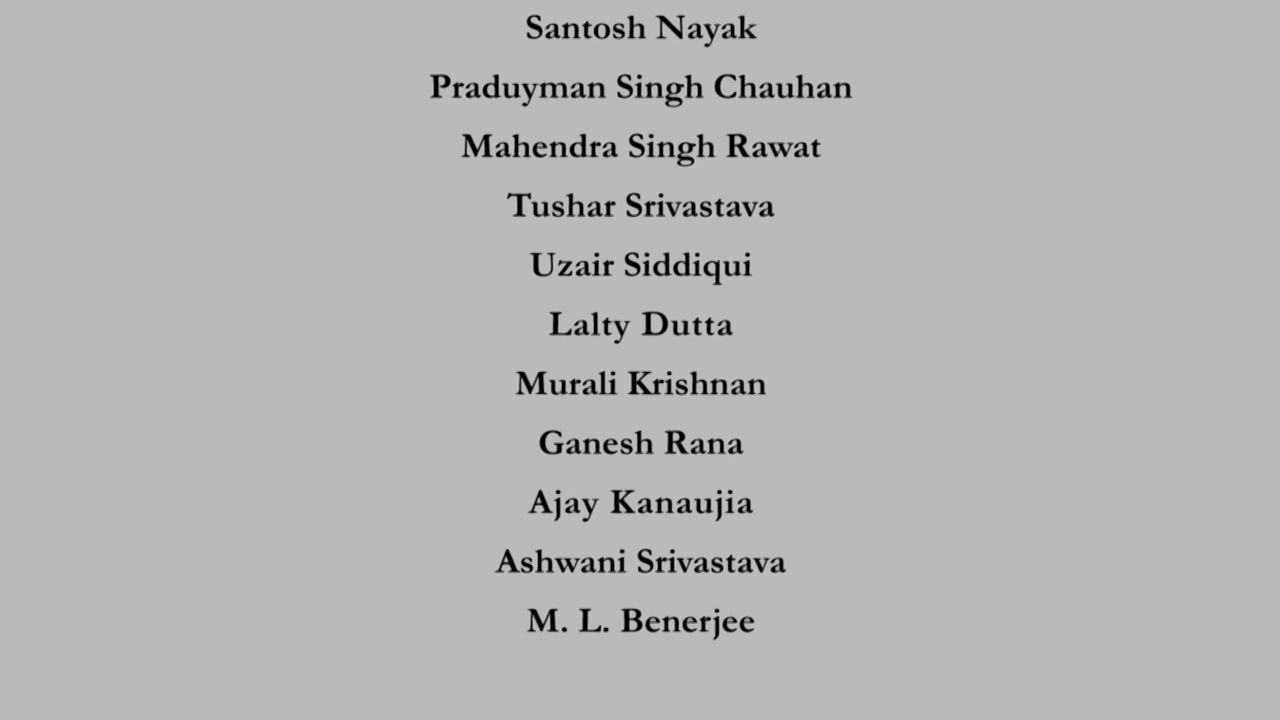 Santosh Nayak
Praduyman Singh Chauhan
Mahendra Singh Rawat
Tushar Srivastava
Uzair Siddiqui
Lalty Dutta
Murali Krishnan
Ganesh Rana
Ajay Kanaujia
Ashwani Srivastava
M. L. Benerjee